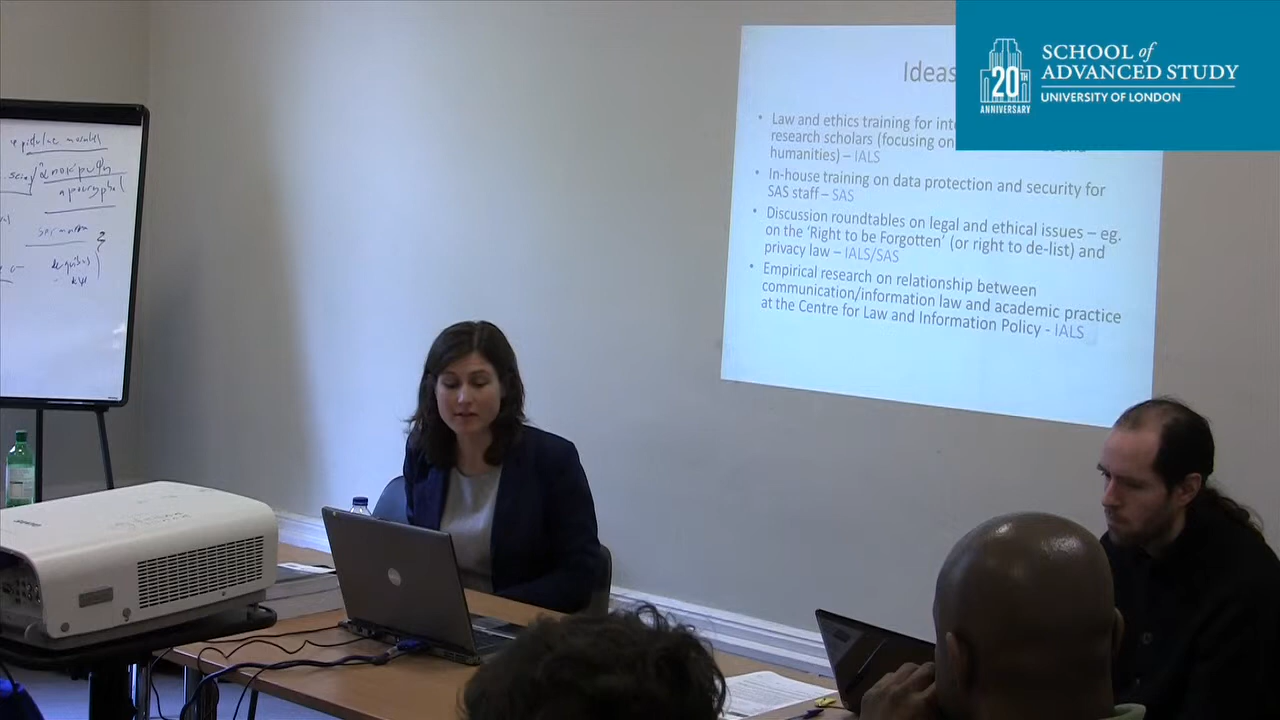 SCHOOL of
ADVANCED STUDY
UNIVERSITY OF LONDON
20TH
ANNIVERSARY
Ideas
• Law and ethics training for
research scholars (focusing on
humanities) – IALS
• In-house training on data protection and security for
SAS staff – SAS
• Discussion roundtables on legal and ethical issues – eg.
on the 'Right to be Forgotten' (or right to de-list) and
privacy law – IALS/SAS
• Empirical research on relationship between
communication/information law and academic practice
at the Centre for Law and Information Policy - IALS
epistulae morales
apocryphal